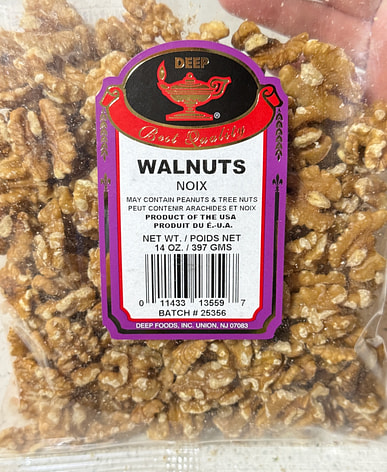 DEEP
®
Best Quality
WALNUTS
NOIX
MAY CONTAIN PEANUTS & TREE NUTS
PEUT CONTENIR ARACHIDES ET NOIX
PRODUCT OF THE USA
PRODUIT DU É.-U.A.
NET WT. / POIDS NET
14 OZ. / 397 GMS
0 11433 13559 7
BATCH # 25356
DEEP FOODS, INC. UNION, NJ 07083